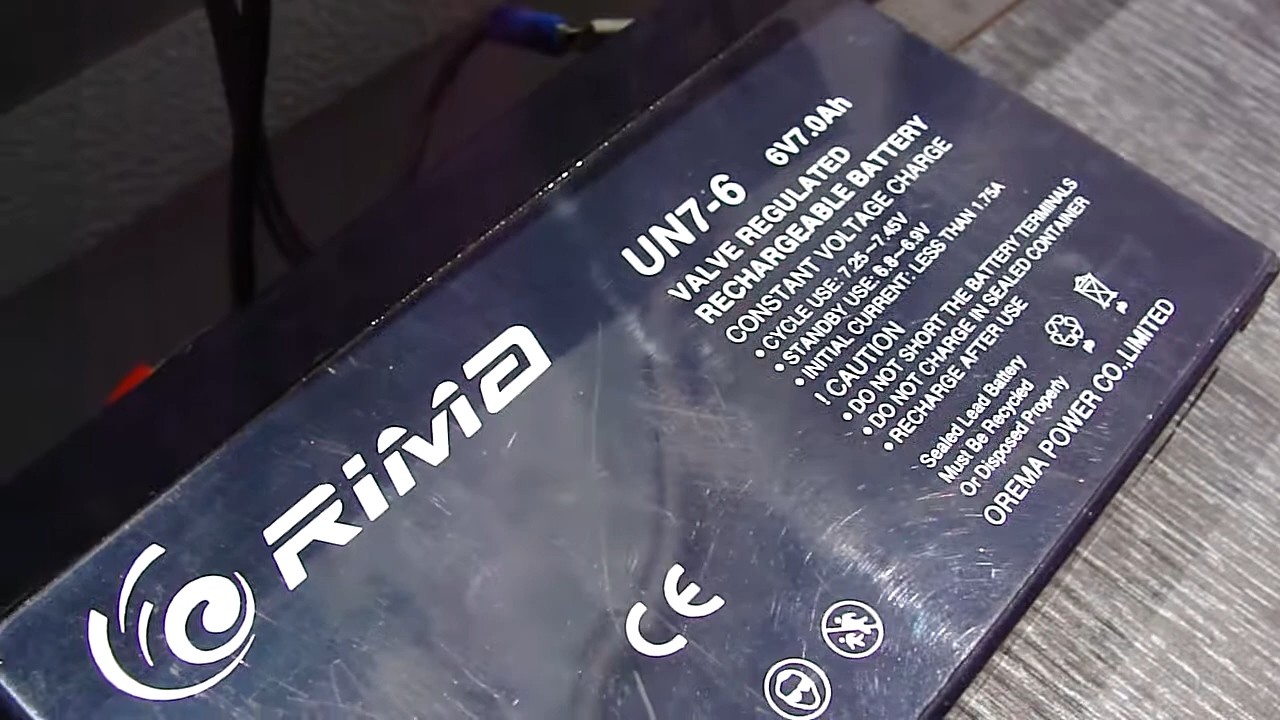 RiMA
UN7-6 6V7.0Ah
VALVE REGULATED
RECHARGEABLE BATTERY
CONSTANT VOLTAGE CHARGE
• CYCLE USE: 7.25~7.45V
• STANDBY USE: 6.8~6.9V
• INITIAL CURRENT: LESS THAN 1.75A
! CAUTION
• DO NOT SHORT THE BATTERY TERMINALS
• DO NOT CHARGE IN SEALED CONTAINER
• RECHARGE AFTER USE
Sealed Lead Battery
Must Be Recycled
Or Disposed Properly
Pb
Pb
OREMA POWER CO.,LIMITED
CE